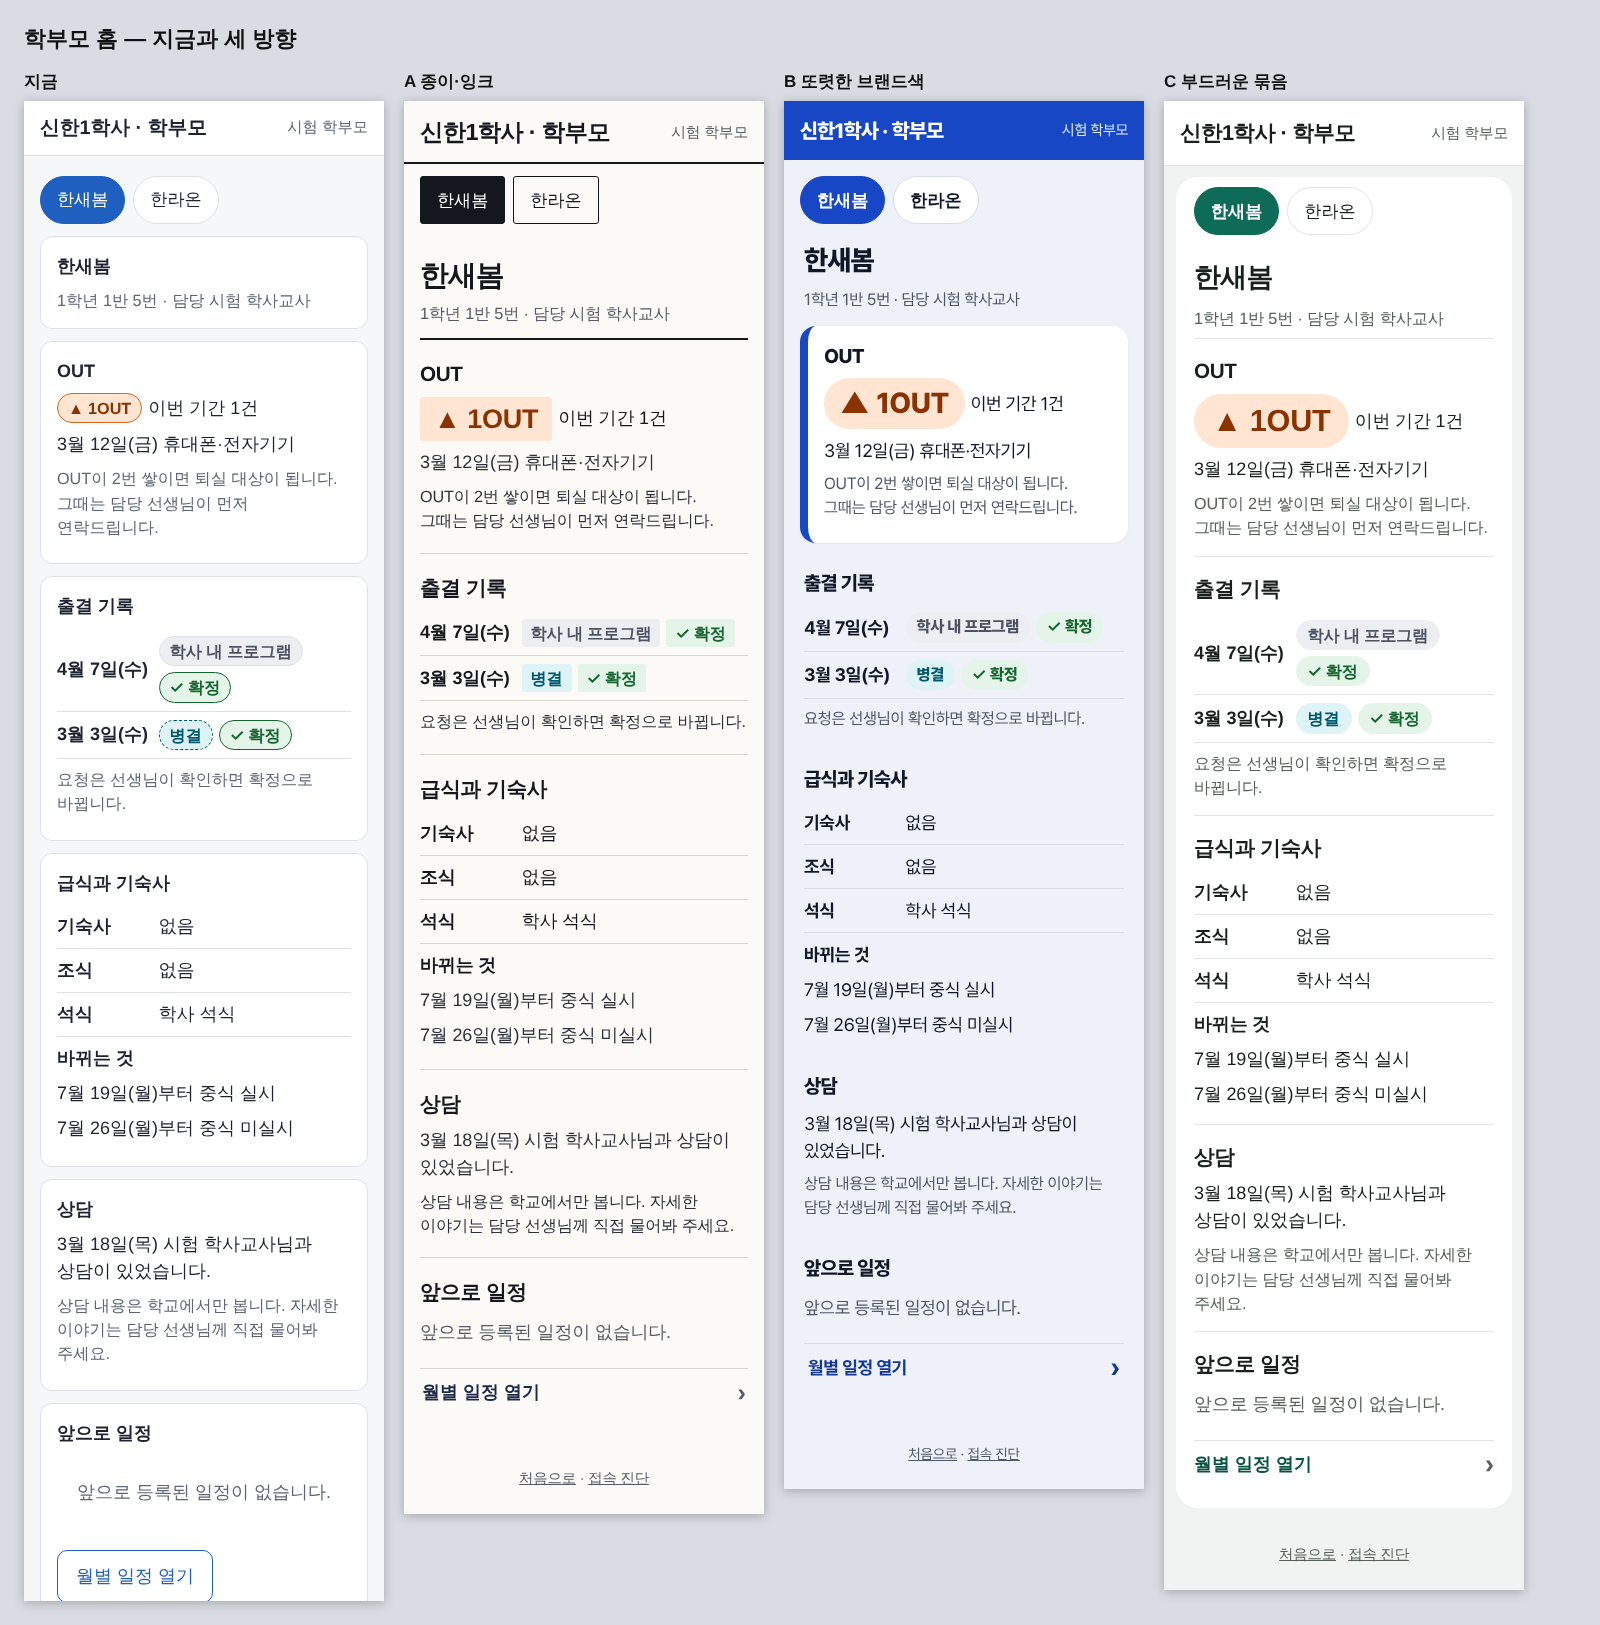 학부모 홈 — 지금과 세 방향
지금
신한1학사 · 학부모
시험 학부모
한새봄
한라온
한새봄
1학년 1반 5번 · 담당 시험 학사교사
OUT
▲ 1OUT 이번 기간 1건
3월 12일(금) 휴대폰·전자기기
OUT이 2번 쌓이면 퇴실 대상이 됩니다.
그때는 담당 선생님이 먼저
연락드립니다.
출결 기록
4월 7일(수) 학사 내 프로그램
✓ 확정
3월 3일(수) 병결 ✓ 확정
요청은 선생님이 확인하면 확정으로
바뀝니다.
급식과 기숙사
기숙사 없음
조식 없음
석식 학사 석식
바뀌는 것
7월 19일(월)부터 중식 실시
7월 26일(월)부터 중식 미실시
상담
3월 18일(목) 시험 학사교사님과
상담이 있었습니다.
상담 내용은 학교에서만 봅니다. 자세한
이야기는 담당 선생님께 직접 물어봐
주세요.
앞으로 일정
앞으로 등록된 일정이 없습니다.
월별 일정 열기
A 종이·잉크
신한1학사 · 학부모
시험 학부모
한새봄
한라온
한새봄
1학년 1반 5번 · 담당 시험 학사교사
OUT
▲ 1OUT 이번 기간 1건
3월 12일(금) 휴대폰·전자기기
OUT이 2번 쌓이면 퇴실 대상이 됩니다.
그때는 담당 선생님이 먼저 연락드립니다.
출결 기록
4월 7일(수) 학사 내 프로그램 ✓ 확정
3월 3일(수) 병결 ✓ 확정
요청은 선생님이 확인하면 확정으로 바뀝니다.
급식과 기숙사
기숙사 없음
조식 없음
석식 학사 석식
바뀌는 것
7월 19일(월)부터 중식 실시
7월 26일(월)부터 중식 미실시
상담
3월 18일(목) 시험 학사교사님과 상담이
있었습니다.
상담 내용은 학교에서만 봅니다. 자세한
이야기는 담당 선생님께 직접 물어봐 주세요.
앞으로 일정
앞으로 등록된 일정이 없습니다.
월별 일정 열기 ›
처음으로 · 접속 진단
B 또렷한 브랜드색
신한1학사 · 학부모
시험 학부모
한새봄
한라온
한새봄
1학년 1반 5번 · 담당 시험 학사교사
OUT
▲ 1OUT 이번 기간 1건
3월 12일(금) 휴대폰·전자기기
OUT이 2번 쌓이면 퇴실 대상이 됩니다.
그때는 담당 선생님이 먼저 연락드립니다.
출결 기록
4월 7일(수) 학사 내 프로그램 ✓ 확정
3월 3일(수) 병결 ✓ 확정
요청은 선생님이 확인하면 확정으로 바뀝니다.
급식과 기숙사
기숙사 없음
조식 없음
석식 학사 석식
바뀌는 것
7월 19일(월)부터 중식 실시
7월 26일(월)부터 중식 미실시
상담
3월 18일(목) 시험 학사교사님과 상담이
있었습니다.
상담 내용은 학교에서만 봅니다. 자세한 이야기는
담당 선생님께 직접 물어봐 주세요.
앞으로 일정
앞으로 등록된 일정이 없습니다.
월별 일정 열기 ›
처음으로 · 접속 진단
C 부드러운 묶음
신한1학사 · 학부모
시험 학부모
한새봄
한라온
한새봄
1학년 1반 5번 · 담당 시험 학사교사
OUT
▲ 1OUT 이번 기간 1건
3월 12일(금) 휴대폰·전자기기
OUT이 2번 쌓이면 퇴실 대상이 됩니다.
그때는 담당 선생님이 먼저 연락드립니다.
출결 기록
4월 7일(수) 학사 내 프로그램
✓ 확정
3월 3일(수) 병결 ✓ 확정
요청은 선생님이 확인하면 확정으로
바뀝니다.
급식과 기숙사
기숙사 없음
조식 없음
석식 학사 석식
바뀌는 것
7월 19일(월)부터 중식 실시
7월 26일(월)부터 중식 미실시
상담
3월 18일(목) 시험 학사교사님과
상담이 있었습니다.
상담 내용은 학교에서만 봅니다. 자세한
이야기는 담당 선생님께 직접 물어봐
주세요.
앞으로 일정
앞으로 등록된 일정이 없습니다.
월별 일정 열기 ›
처음으로 · 접속 진단